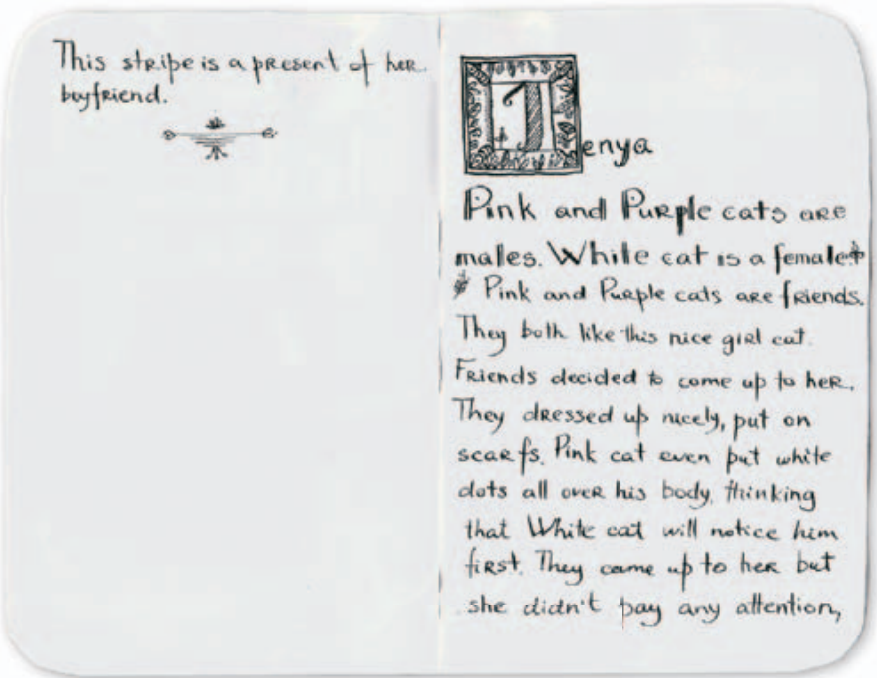 This stripe is a present of her
boyfriend.
Jenya
Pink and Purple cats are
males. White cat is a female
Pink and Purple cats are friends.
They both like this nice girl cat.
Friends decided to come up to her.
They dressed up nicely, put on
scarfs. Pink cat even put white
dots all over his body, thinking
that White cat will notice him
first. They came up to her but
she didn't pay any attention,